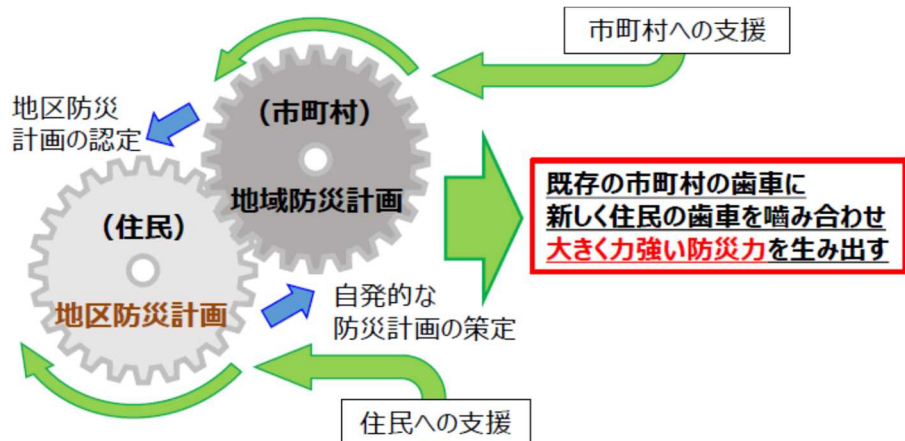 市町村への支援
地区防災
計画の認定
（市町村）
地域防災計画
既存の市町村の歯車に
新しく住民の歯車を嚙み合わせ
大きく力強い防災力を生み出す
（住民）
地区防災計画
自発的な
防災計画の策定
住民への支援